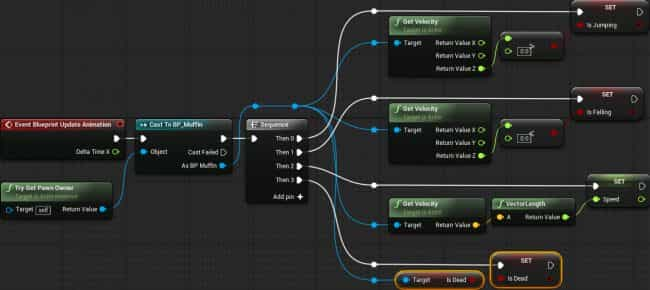 Event Blueprint Update Animation
Delta Time X
Try Get Pawn Owner
Target self Return Value
Cast To BP_Muffin
Object Cast Failed
As BP Muffin
Sequence
Then 0
Then 1
Then 2
Then 3
Add pin +
Get Velocity
Target is Actor
Target Return Value X
Return Value Y
Return Value Z
>
0.0
SET
Is Jumping
Get Velocity
Target is Actor
Target Return Value X
Return Value Y
Return Value Z
<
0.0
SET
Is Falling
Get Velocity
Target is Actor
Target Return Value
VectorLength
A Return Value
SET
Speed
Target Is Dead
SET
Is Dead